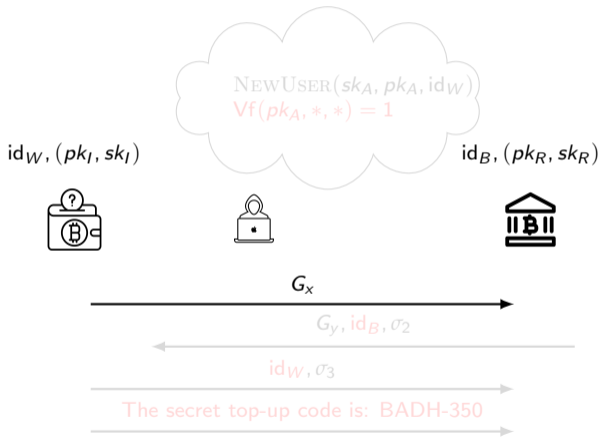 NewUser(sk_A, pk_A, id_W)
Vf(pk_A, *, *) = 1
id_W, (pk_I, sk_I)
id_B, (pk_R, sk_R)
?
B
B
G_x
G_y, id_B, σ_2
id_W, σ_3
The secret top-up code is: BADH-350